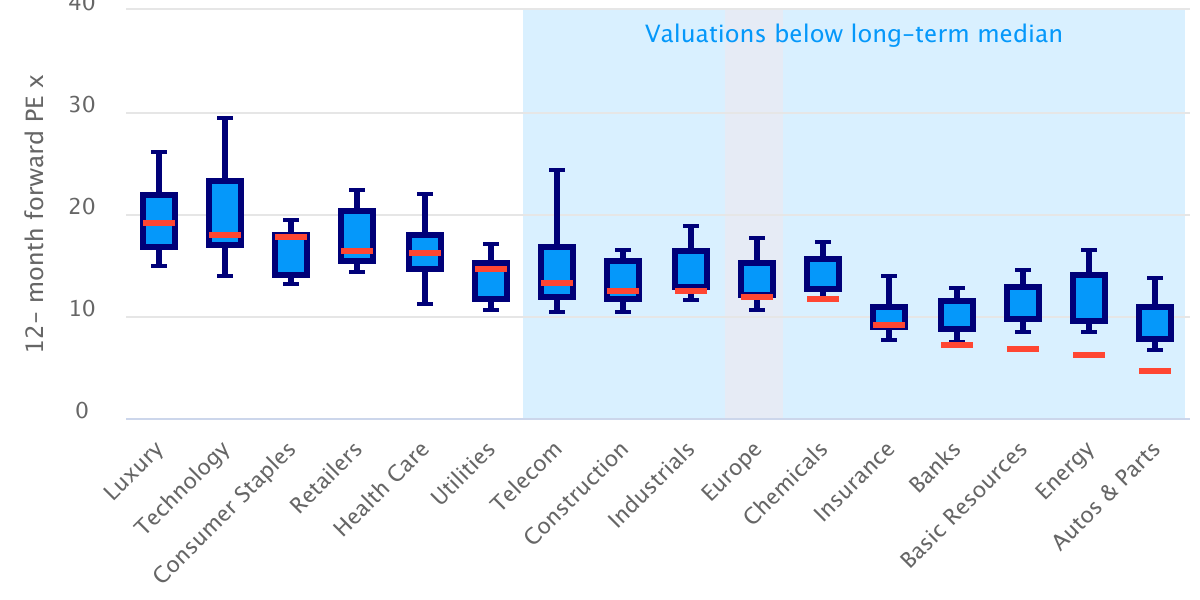 40
Valuations below long-term median
30
20
10
0
12- month forward PE x
Luxury
Technology
Consumer Staples
Retailers
Health Care
Utilities
Telecom
Construction
Industrials
Europe
Chemicals
Insurance
Banks
Basic Resources
Energy
Autos & Parts